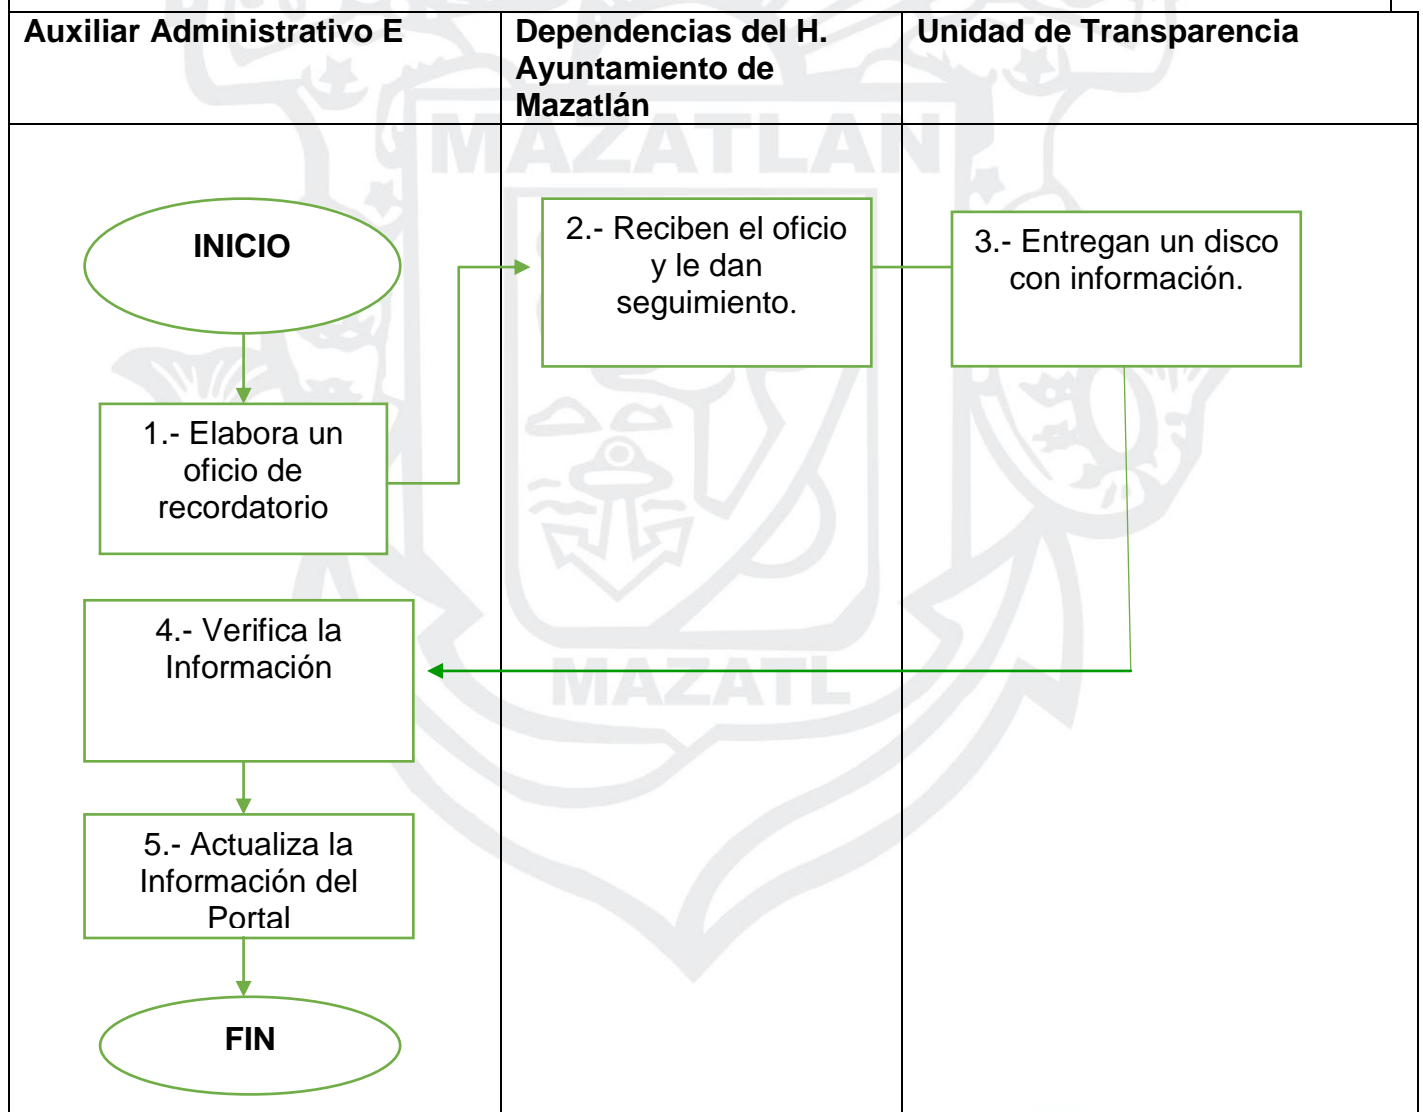 Auxiliar Administrativo E
Dependencias del H.
Ayuntamiento de
Mazatlán
Unidad de Transparencia
MAZATLAN
INICIO
2.- Reciben el oficio
y le dan
seguimiento.
3.- Entregan un disco
con información.
1.- Elabora un
oficio de
recordatorio
4.- Verifica la
Información
MAZATL
5.- Actualiza la
Información del
Portal
FIN